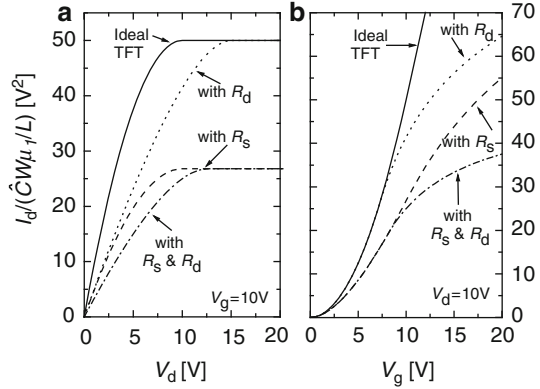 a
Ideal
TFT
with Rd
with Rs
with
Rs & Rd
Vg=10V
0
10
20
30
40
50
60
0 5 10 15 20
Vd [V]
Id/(ĈWμ1/L) [V²]
b
Ideal
TFT
with Rd
with Rs
with
Rs & Rd
Vd=10V
70
60
50
40
30
20
10
0
0 5 10 15 20
Vg [V]